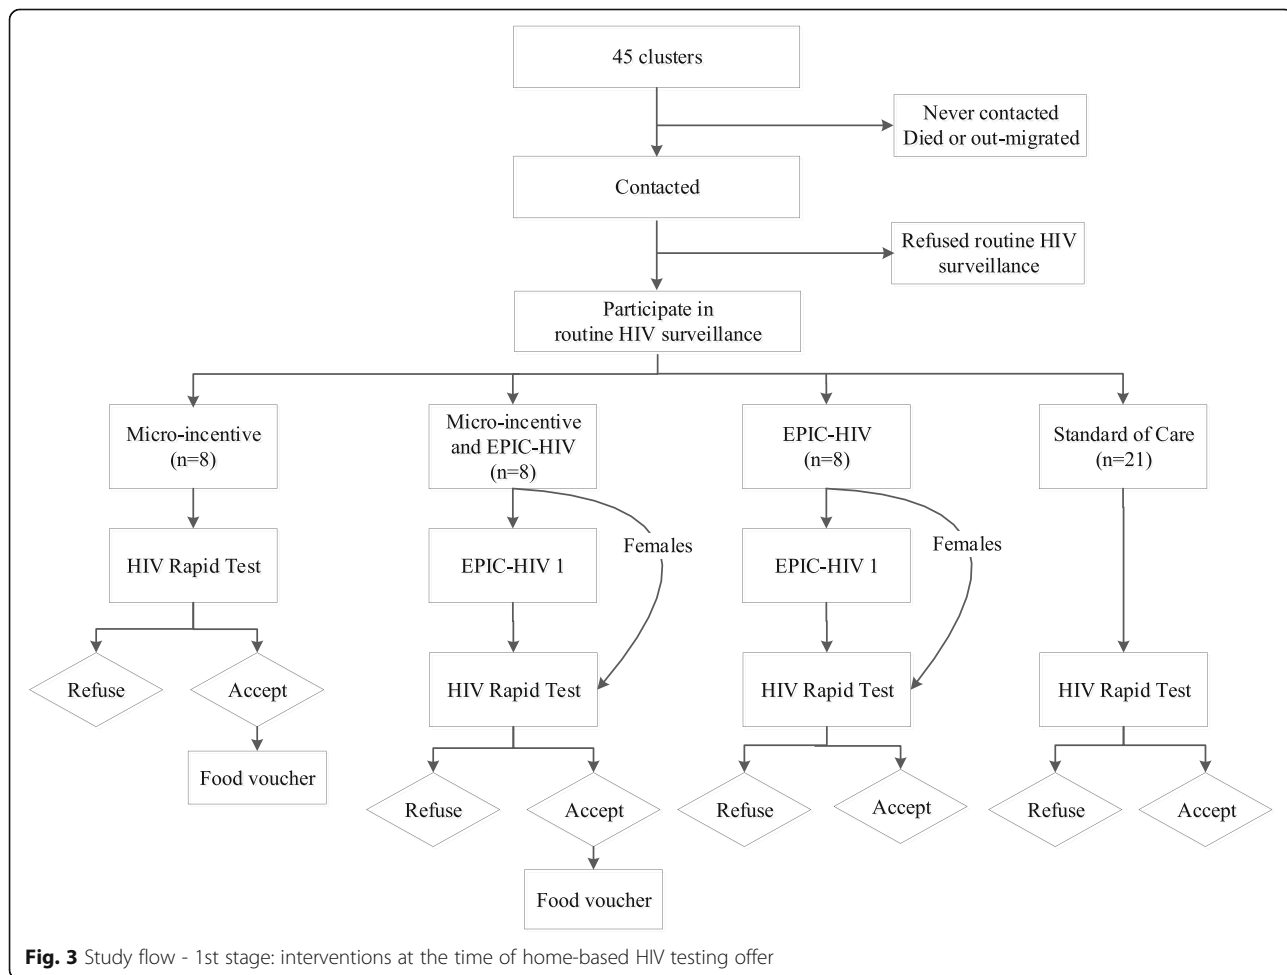 45 clusters
Never contacted
Died or out-migrated
Contacted
Refused routine HIV
surveillance
Participate in
routine HIV surveillance
Micro-incentive
(n=8)
Micro-incentive
and EPIC-HIV
(n=8)
EPIC-HIV
(n=8)
Standard of Care
(n=21)
HIV Rapid Test
EPIC-HIV 1
Females
EPIC-HIV 1
Females
Refuse
Accept
HIV Rapid Test
HIV Rapid Test
HIV Rapid Test
Food voucher
Refuse
Accept
Refuse
Accept
Refuse
Accept
Food voucher
Fig. 3 Study flow - 1st stage: interventions at the time of home-based HIV testing offer